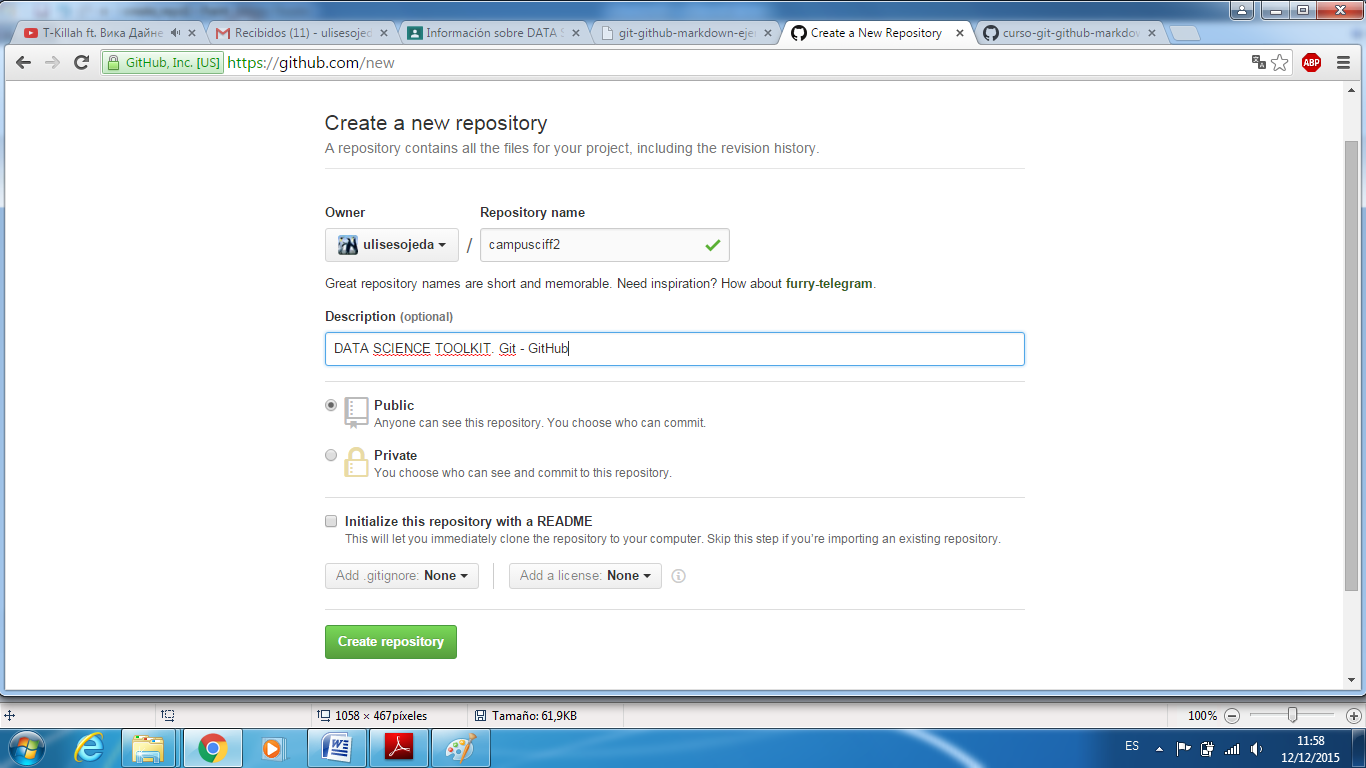 T-Killah ft. Вика Дайне
Recibidos (11) - ulisesojed
Información sobre DATA S
git-github-markdown-ejer
Create a New Repository
curso-git-github-markdow
GitHub, Inc. [US] https://github.com/new
ABP
Create a new repository
A repository contains all the files for your project, including the revision history.
Owner Repository name
ulisesojeda / campusciff2
Great repository names are short and memorable. Need inspiration? How about furry-telegram.
Description (optional)
DATA SCIENCE TOOLKIT. Git - GitHub
Public
Anyone can see this repository. You choose who can commit.
Private
You choose who can see and commit to this repository.
Initialize this repository with a README
This will let you immediately clone the repository to your computer. Skip this step if you're importing an existing repository.
Add .gitignore: None Add a license: None
Create repository
1058 × 467píxeles Tamaño: 61,9KB 100%
ES 11:58
12/12/2015